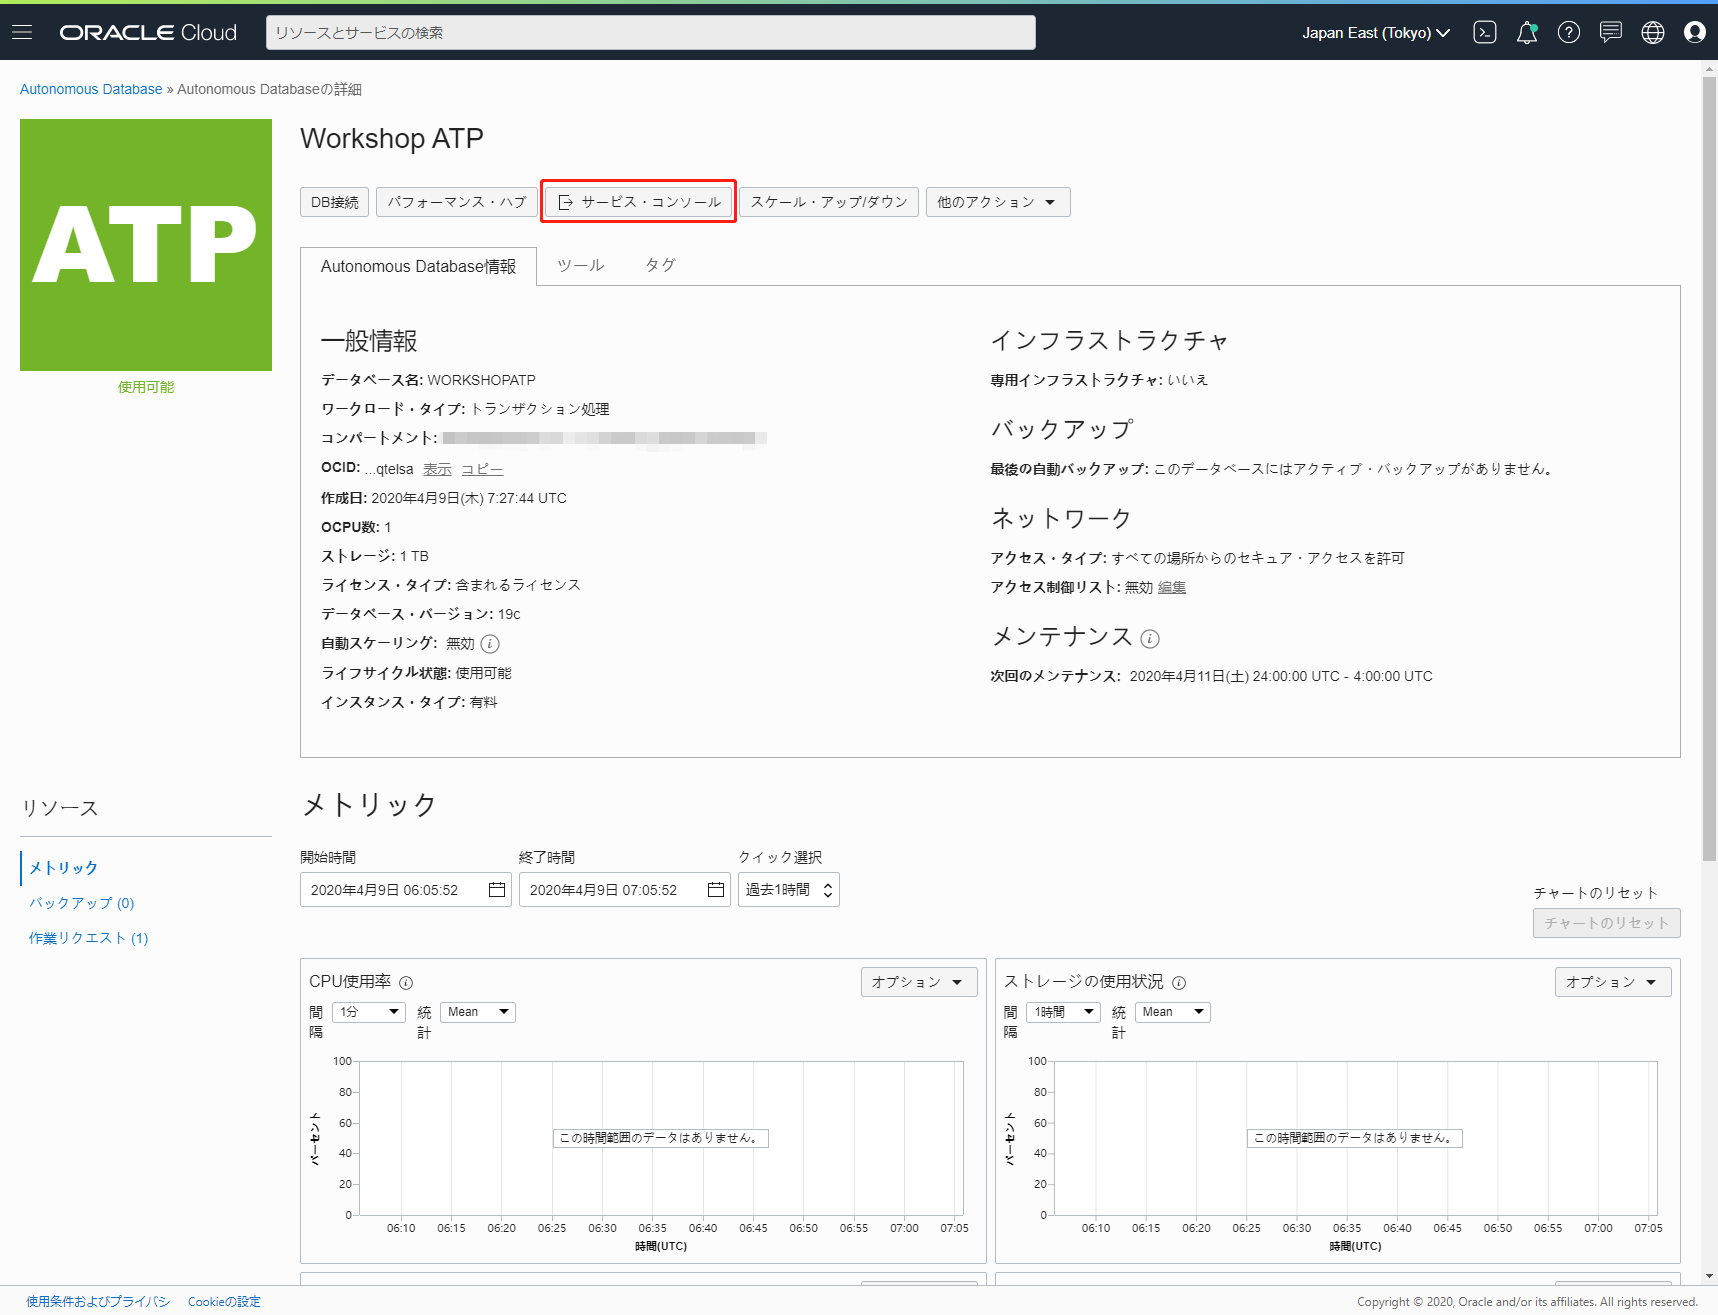 ORACLE Cloud
リソースとサービスの検索
Japan East (Tokyo)
Autonomous Database » Autonomous Databaseの詳細
ATP
使用可能
Workshop ATP
DB接続
パフォーマンス・ハブ
サービス・コンソール
スケール・アップ/ダウン
他のアクション
Autonomous Database情報
ツール
タグ
一般情報
データベース名: WORKSHOPATP
ワークロード・タイプ: トランザクション処理
コンパートメント:
OCID: ...qtelsa 表示 コピー
作成日: 2020年4月9日(木) 7:27:44 UTC
OCPU数: 1
ストレージ: 1 TB
ライセンス・タイプ: 含まれるライセンス
データベース・バージョン: 19c
自動スケーリング: 無効
ライフサイクル状態: 使用可能
インスタンス・タイプ: 有料
インフラストラクチャ
専用インフラストラクチャ: いいえ
バックアップ
最後の自動バックアップ: このデータベースにはアクティブ・バックアップがありません。
ネットワーク
アクセス・タイプ: すべての場所からのセキュア・アクセスを許可
アクセス制御リスト: 無効 編集
メンテナンス
次回のメンテナンス: 2020年4月11日(土) 24:00:00 UTC - 4:00:00 UTC
リソース
メトリック
バックアップ (0)
作業リクエスト (1)
メトリック
開始時間
2020年4月9日 06:05:52
終了時間
2020年4月9日 07:05:52
クイック選択
過去1時間
チャートのリセット
チャートのリセット
CPU使用率
オプション
間隔
1分
統計
Mean
100
80
60
40
20
0
パーセント
この時間範囲のデータはありません。
06:10 06:15 06:20 06:25 06:30 06:35 06:40 06:45 06:50 06:55 07:00 07:05
時間(UTC)
ストレージの使用状況
オプション
間隔
1時間
統計
Mean
100
80
60
40
20
0
パーセント
この時間範囲のデータはありません。
06:10 06:15 06:20 06:25 06:30 06:35 06:40 06:45 06:50 06:55 07:00 07:05
時間(UTC)
使用条件およびプライバシ
Cookieの設定
Copyright © 2020, Oracle and/or its affiliates. All rights reserved.